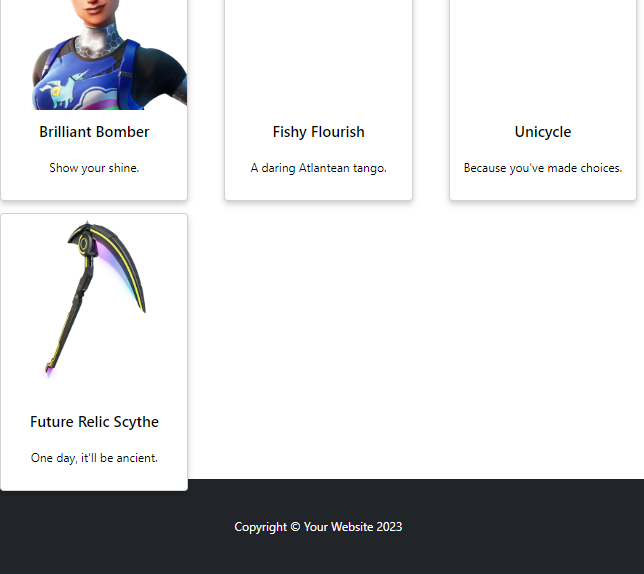 Brilliant Bomber
Show your shine.
Fishy Flourish
A daring Atlantean tango.
Unicycle
Because you've made choices.
Future Relic Scythe
One day, it'll be ancient.
Copyright © Your Website 2023